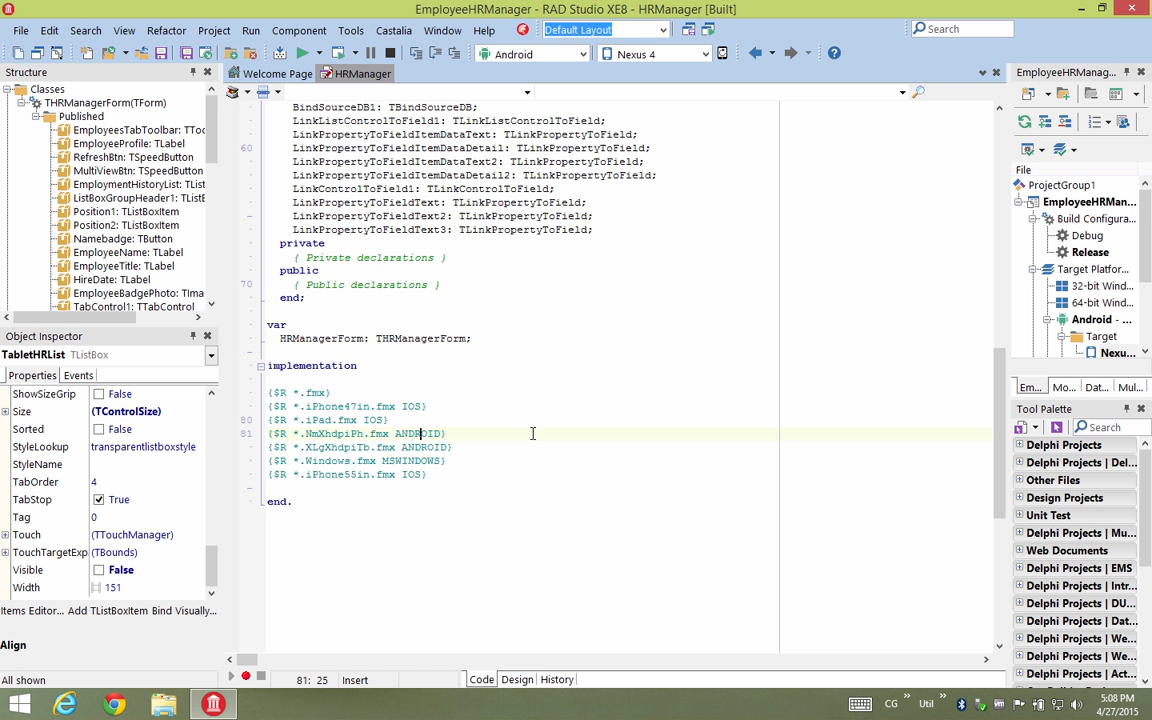 EmployeeHRManager - RAD Studio XE8 - HRManager [Built]
File Edit Search View Refactor Project Run Component Tools Castalia Window Help
Default Layout
Search
Android
Nexus 4
Structure
Welcome Page
HRManager
EmployeeHRManag...
Classes
THRManagerForm(TForm)
Published
EmployeesTabToolbar: TToo
EmployeeProfile: TLabel
RefreshBtn: TSpeedButton
MultiViewBtn: TSpeedButton
EmploymentHistoryList: TList
ListBoxGroupHeader1: TListB
Position1: TListBoxItem
Position2: TListBoxItem
Namebadge: TButton
EmployeeName: TLabel
EmployeeTitle: TLabel
HireDate: TLabel
EmployeeBadgePhoto: TIma
TabControl1: TTabControl
Object Inspector
TabletHRList TListBox
Properties Events
ShowSizeGrip False
Size (TControlSize)
Sorted False
StyleLookup transparentlistboxstyle
StyleName
TabOrder 4
TabStop True
Tag 0
Touch (TTouchManager)
TouchTargetExp (TBounds)
Visible False
Width 151
Items Editor... Add TListBoxItem Bind Visually...
Align
All shown
BindSourceDB1: TBindSourceDB;
LinkListControlToField1: TLinkListControlToField;
60 LinkPropertyToFieldItemDataText: TLinkPropertyToField;
LinkPropertyToFieldItemDataDetail: TLinkPropertyToField;
LinkPropertyToFieldItemDataText2: TLinkPropertyToField;
LinkPropertyToFieldItemDataDetail2: TLinkPropertyToField;
LinkControlToField1: TLinkControlToField;
LinkPropertyToFieldText: TLinkPropertyToField;
LinkPropertyToFieldText2: TLinkPropertyToField;
LinkPropertyToFieldText3: TLinkPropertyToField;
private
{ Private declarations }
public
70 { Public declarations }
end;
var
HRManagerForm: THRManagerForm;
implementation
{$R *.fmx}
{$R *.iPhone47in.fmx IOS}
80 {$R *.iPad.fmx IOS}
81 {$R *.NmXhdpiPh.fmx ANDROID}
{$R *.XLgXhdpiTb.fmx ANDROID}
{$R *.Windows.fmx MSWINDOWS}
{$R *.iPhone55in.fmx IOS}
end.
81: 25 Insert
Code Design History
File
ProjectGroup1
EmployeeHRMan...
Build Configura...
Debug
Release
Target Platfor...
32-bit Wind...
64-bit Wind...
Android - ...
Target
Nexu...
Em... Mo... Dat... Mul...
Tool Palette
Search
Delphi Projects
Delphi Projects | Del...
Other Files
Design Projects
Unit Test
Delphi Projects | Mu...
Web Documents
Delphi Projects | EMS
Delphi Projects | Intr...
Delphi Projects | DU...
Delphi Projects | Dat...
Delphi Projects | We...
Delphi Projects | We...
Delphi Projects | Act...
CG
Util
5:08 PM
4/27/2015